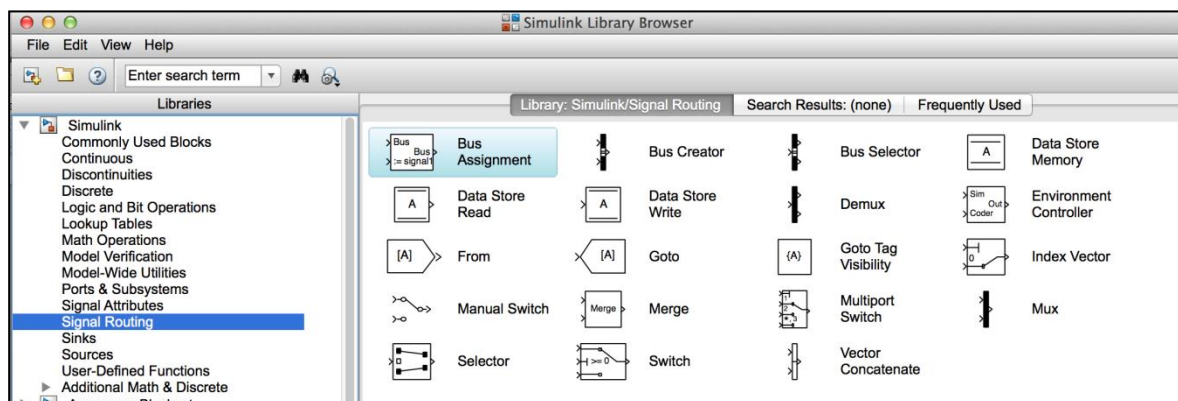 Simulink Library Browser
File Edit View Help
Enter search term
Libraries
Library: Simulink/Signal Routing Search Results: (none) Frequently Used
Simulink
Commonly Used Blocks
Continuous
Discontinuities
Discrete
Logic and Bit Operations
Lookup Tables
Math Operations
Model Verification
Model-Wide Utilities
Ports & Subsystems
Signal Attributes
Signal Routing
Sinks
Sources
User-Defined Functions
Additional Math & Discrete
Bus
Bus
:= signal1
Bus
Assignment
Bus Creator
Bus Selector
A
Data Store
Memory
A
Data Store
Read
A
Data Store
Write
Demux
Sim
Out
Coder
Environment
Controller
[A]
From
[A]
Goto
{A}
Goto Tag
Visibility
0
Index Vector
Manual Switch
Merge
Merge
1
2
*, 3
Multiport
Switch
Mux
Selector
>= 0
Switch
Vector
Concatenate